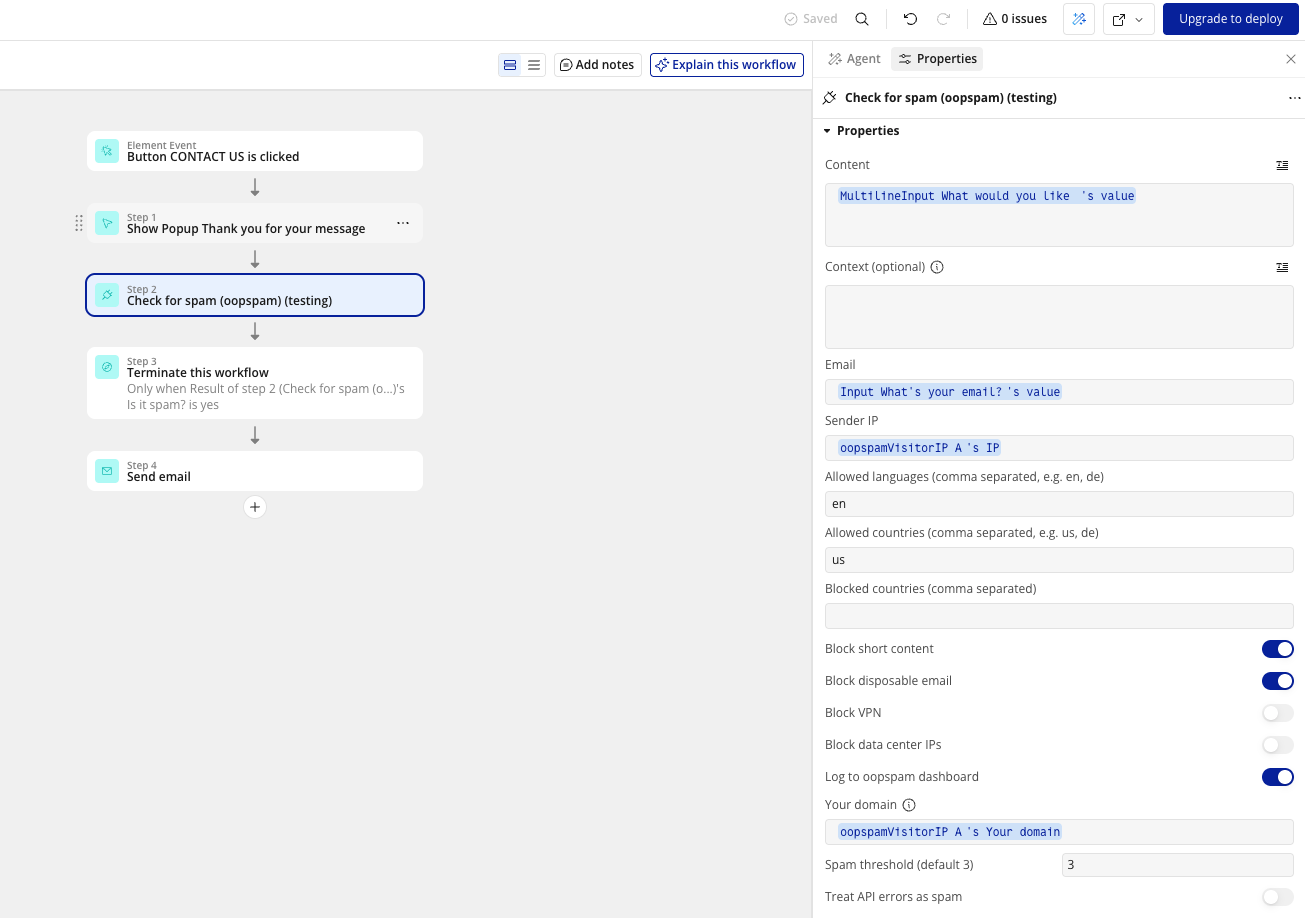 Saved
0 issues
Upgrade to deploy
Add notes
Explain this workflow
Agent
Properties
Check for spam (oopspam) (testing)
Element Event
Button CONTACT US is clicked
Step 1
Show Popup Thank you for your message
Step 2
Check for spam (oopspam) (testing)
Step 3
Terminate this workflow
Only when Result of step 2 (Check for spam (o...)'s
Is it spam? is yes
Step 4
Send email
Properties
Content
MultilineInput What would you like 's value
Context (optional)
Email
Input What's your email? 's value
Sender IP
oopspamVisitorIP A 's IP
Allowed languages (comma separated, e.g. en, de)
en
Allowed countries (comma separated, e.g. us, de)
us
Blocked countries (comma separated)
Block short content
Block disposable email
Block VPN
Block data center IPs
Log to oopspam dashboard
Your domain
oopspamVisitorIP A 's Your domain
Spam threshold (default 3)
3
Treat API errors as spam